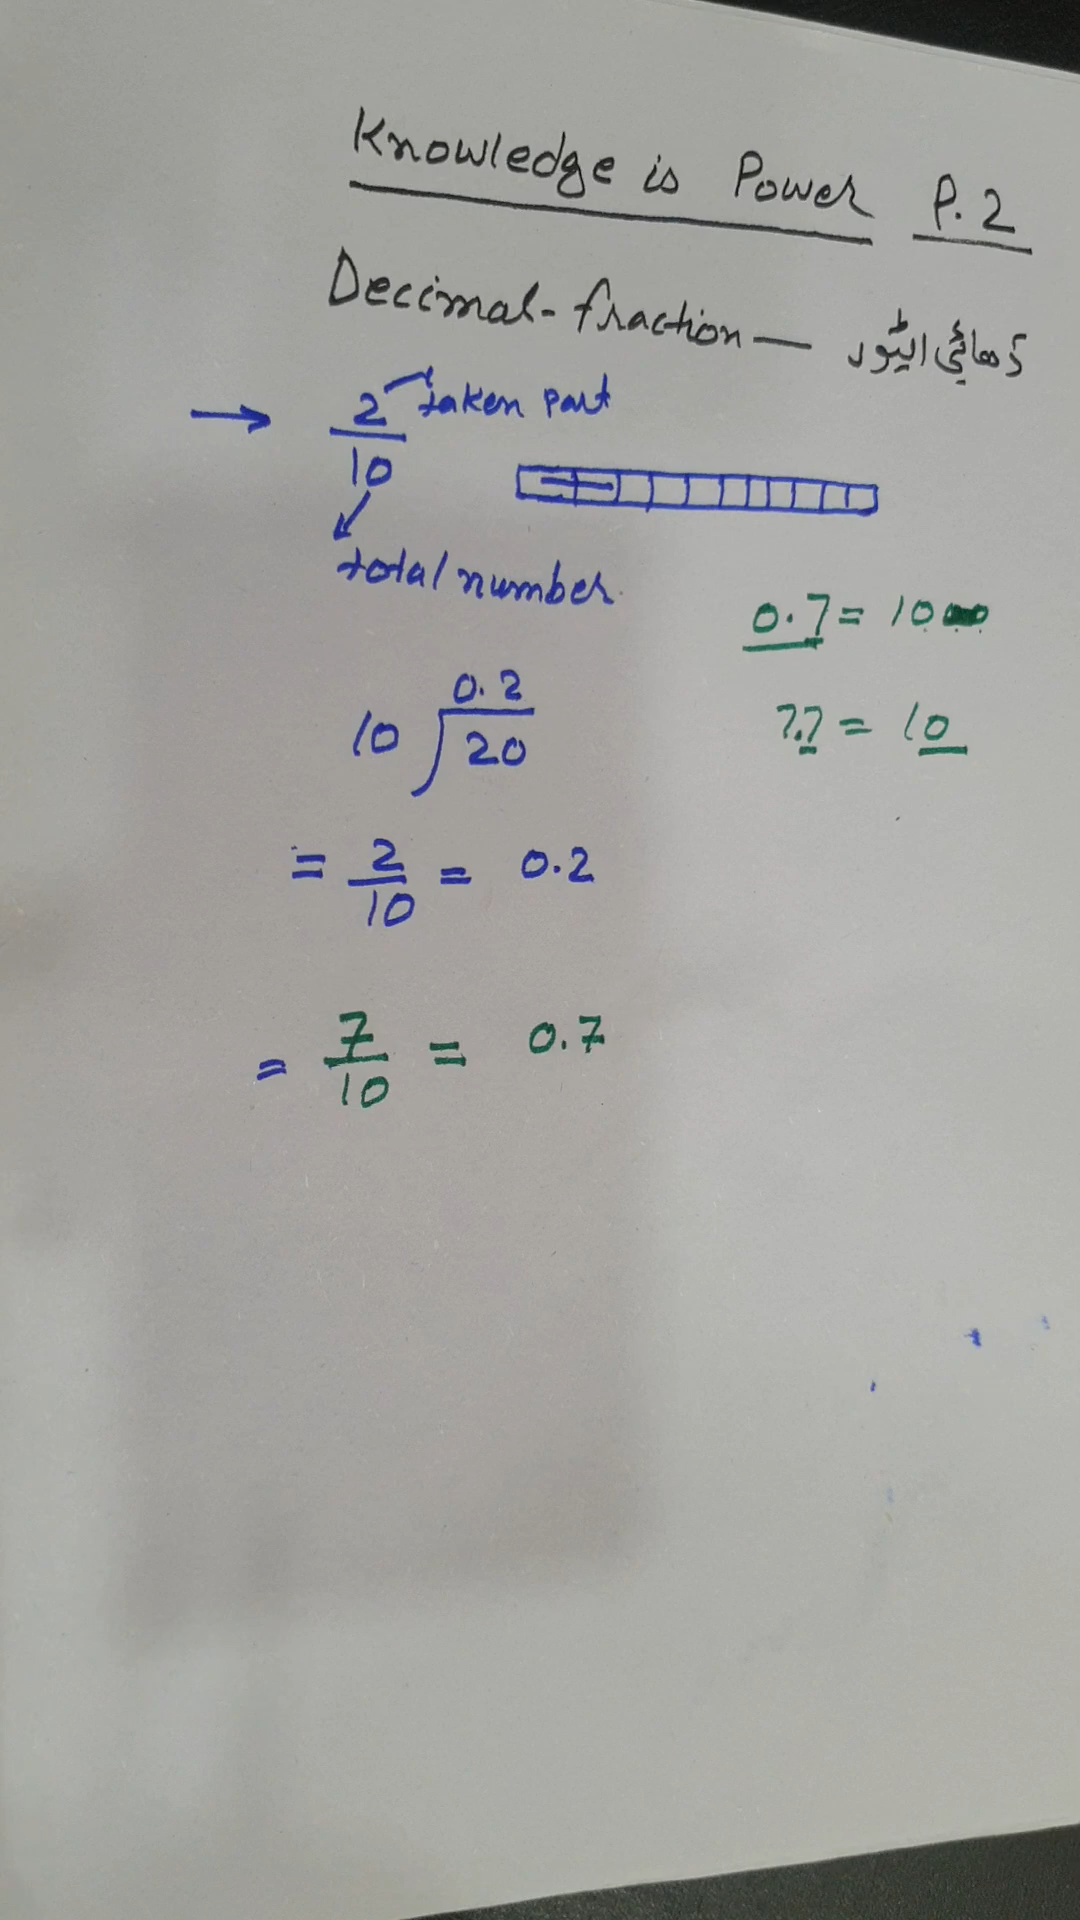 Knowledge is Power P.2
Decimal-fraction — ڈھائی ایٹور
→ 2/10 taken part
total number
0.7 = 10
0.2
10 20
?.? = 10
= 2/10 = 0.2
= 7/10 = 0.7